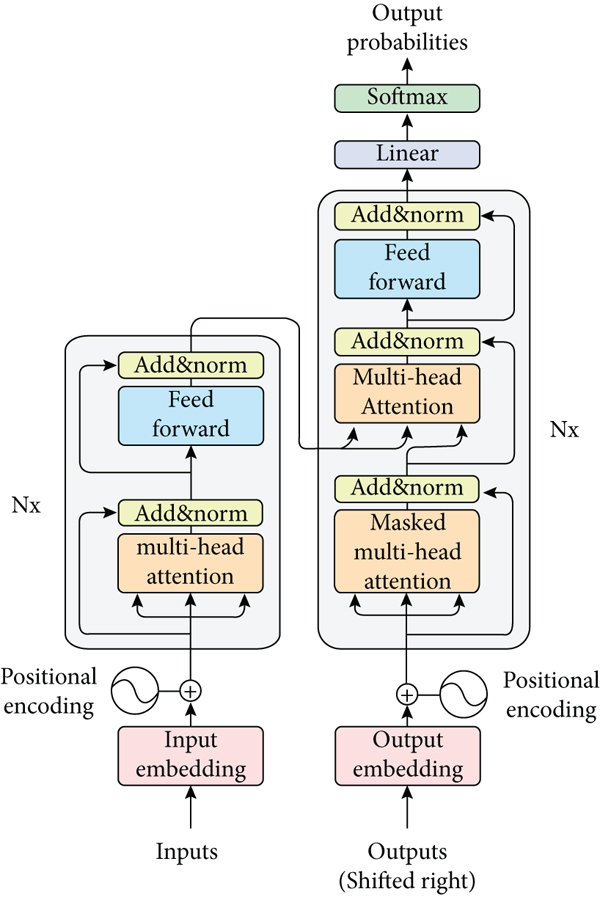 Output
probabilities
Softmax
Linear
Add&norm
Feed
forward
Add&norm
Multi-head
Attention
Nx
Add&norm
Masked
multi-head
attention
Positional
encoding
Output
embedding
Outputs
(Shifted right)
Add&norm
Feed
forward
Nx
Add&norm
multi-head
attention
Positional
encoding
Input
embedding
Inputs